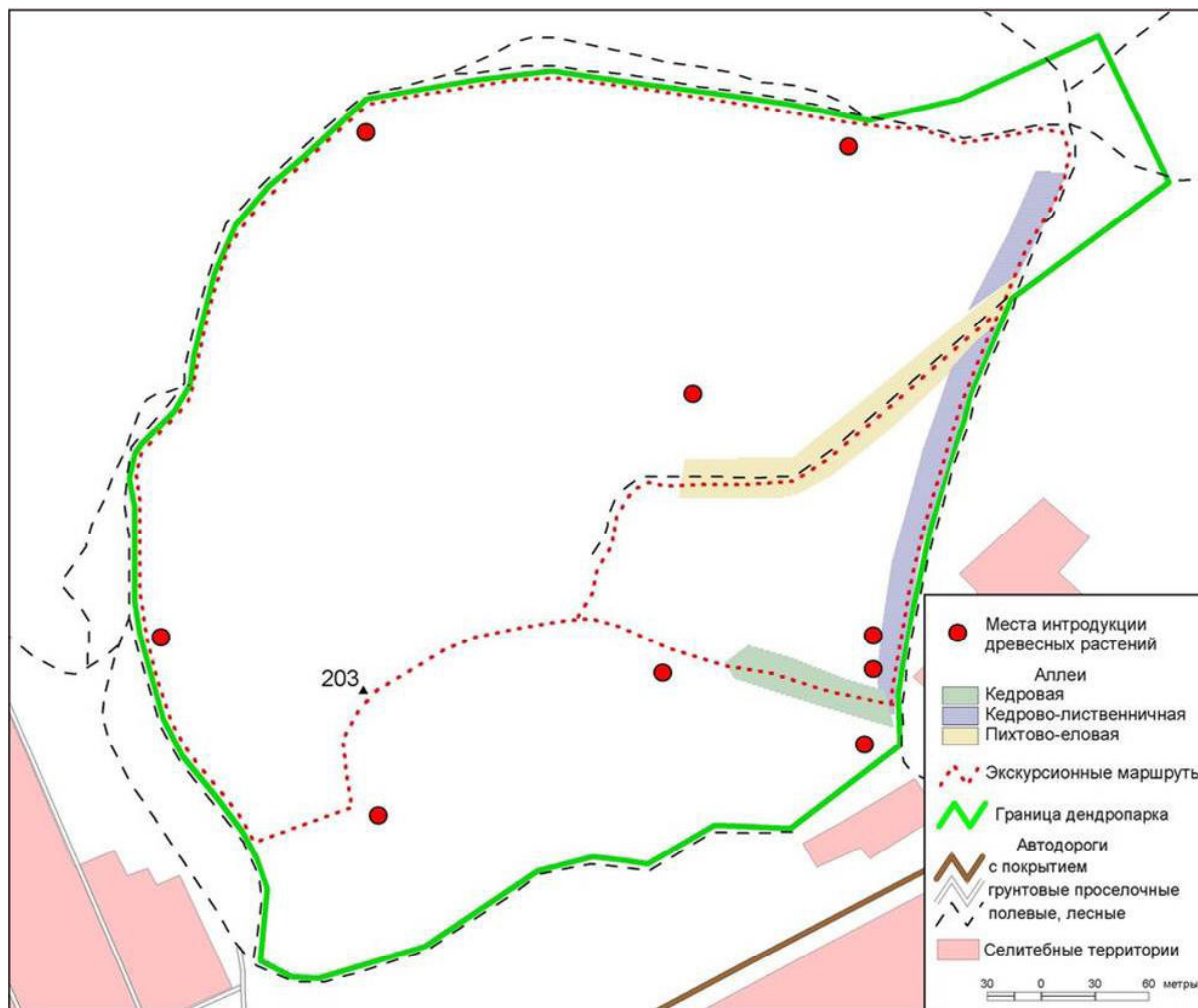 203
Места интродукции
древесных растений
Аллеи
Кедровая
Кедрово-лиственничная
Пихтово-еловая
Экскурсионные маршруты
Граница дендропарка
Автодороги
с покрытием
грунтовые проселочные
полевые, лесные
Селитебные территории
30 0 30 60 метры